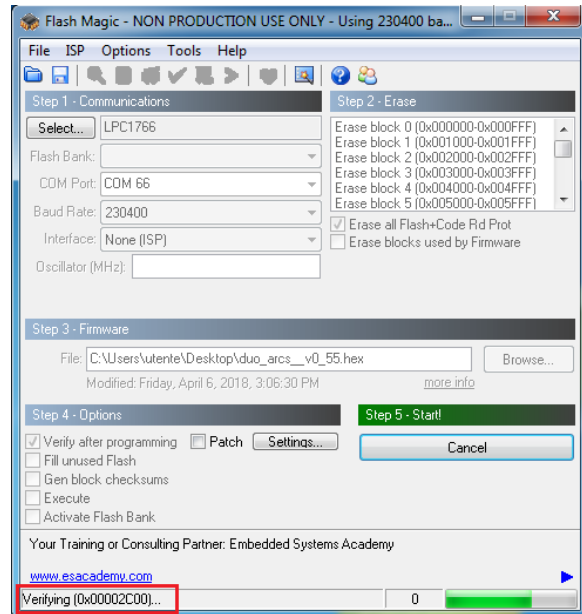 Flash Magic - NON PRODUCTION USE ONLY - Using 230400 ba...
File ISP Options Tools Help
Step 1 - Communications
Select... LPC1766
Flash Bank:
COM Port: COM 66
Baud Rate: 230400
Interface: None (ISP)
Oscillator (MHz):
Step 2 - Erase
Erase block 0 (0x000000-0x000FFF)
Erase block 1 (0x001000-0x001FFF)
Erase block 2 (0x002000-0x002FFF)
Erase block 3 (0x003000-0x003FFF)
Erase block 4 (0x004000-0x004FFF)
Erase block 5 (0x005000-0x005FFF)
Erase all Flash+Code Rd Prot
Erase blocks used by Firmware
Step 3 - Firmware
File: C:\Users\utente\Desktop\duo_arcs__v0_55.hex Browse...
Modified: Friday, April 6, 2018, 3:06:30 PM more info
Step 4 - Options
Verify after programming Patch Settings...
Fill unused Flash
Gen block checksums
Execute
Activate Flash Bank
Step 5 - Start!
Cancel
Your Training or Consulting Partner: Embedded Systems Academy
www.esacademy.com
Verifying (0x00002C00)... 0